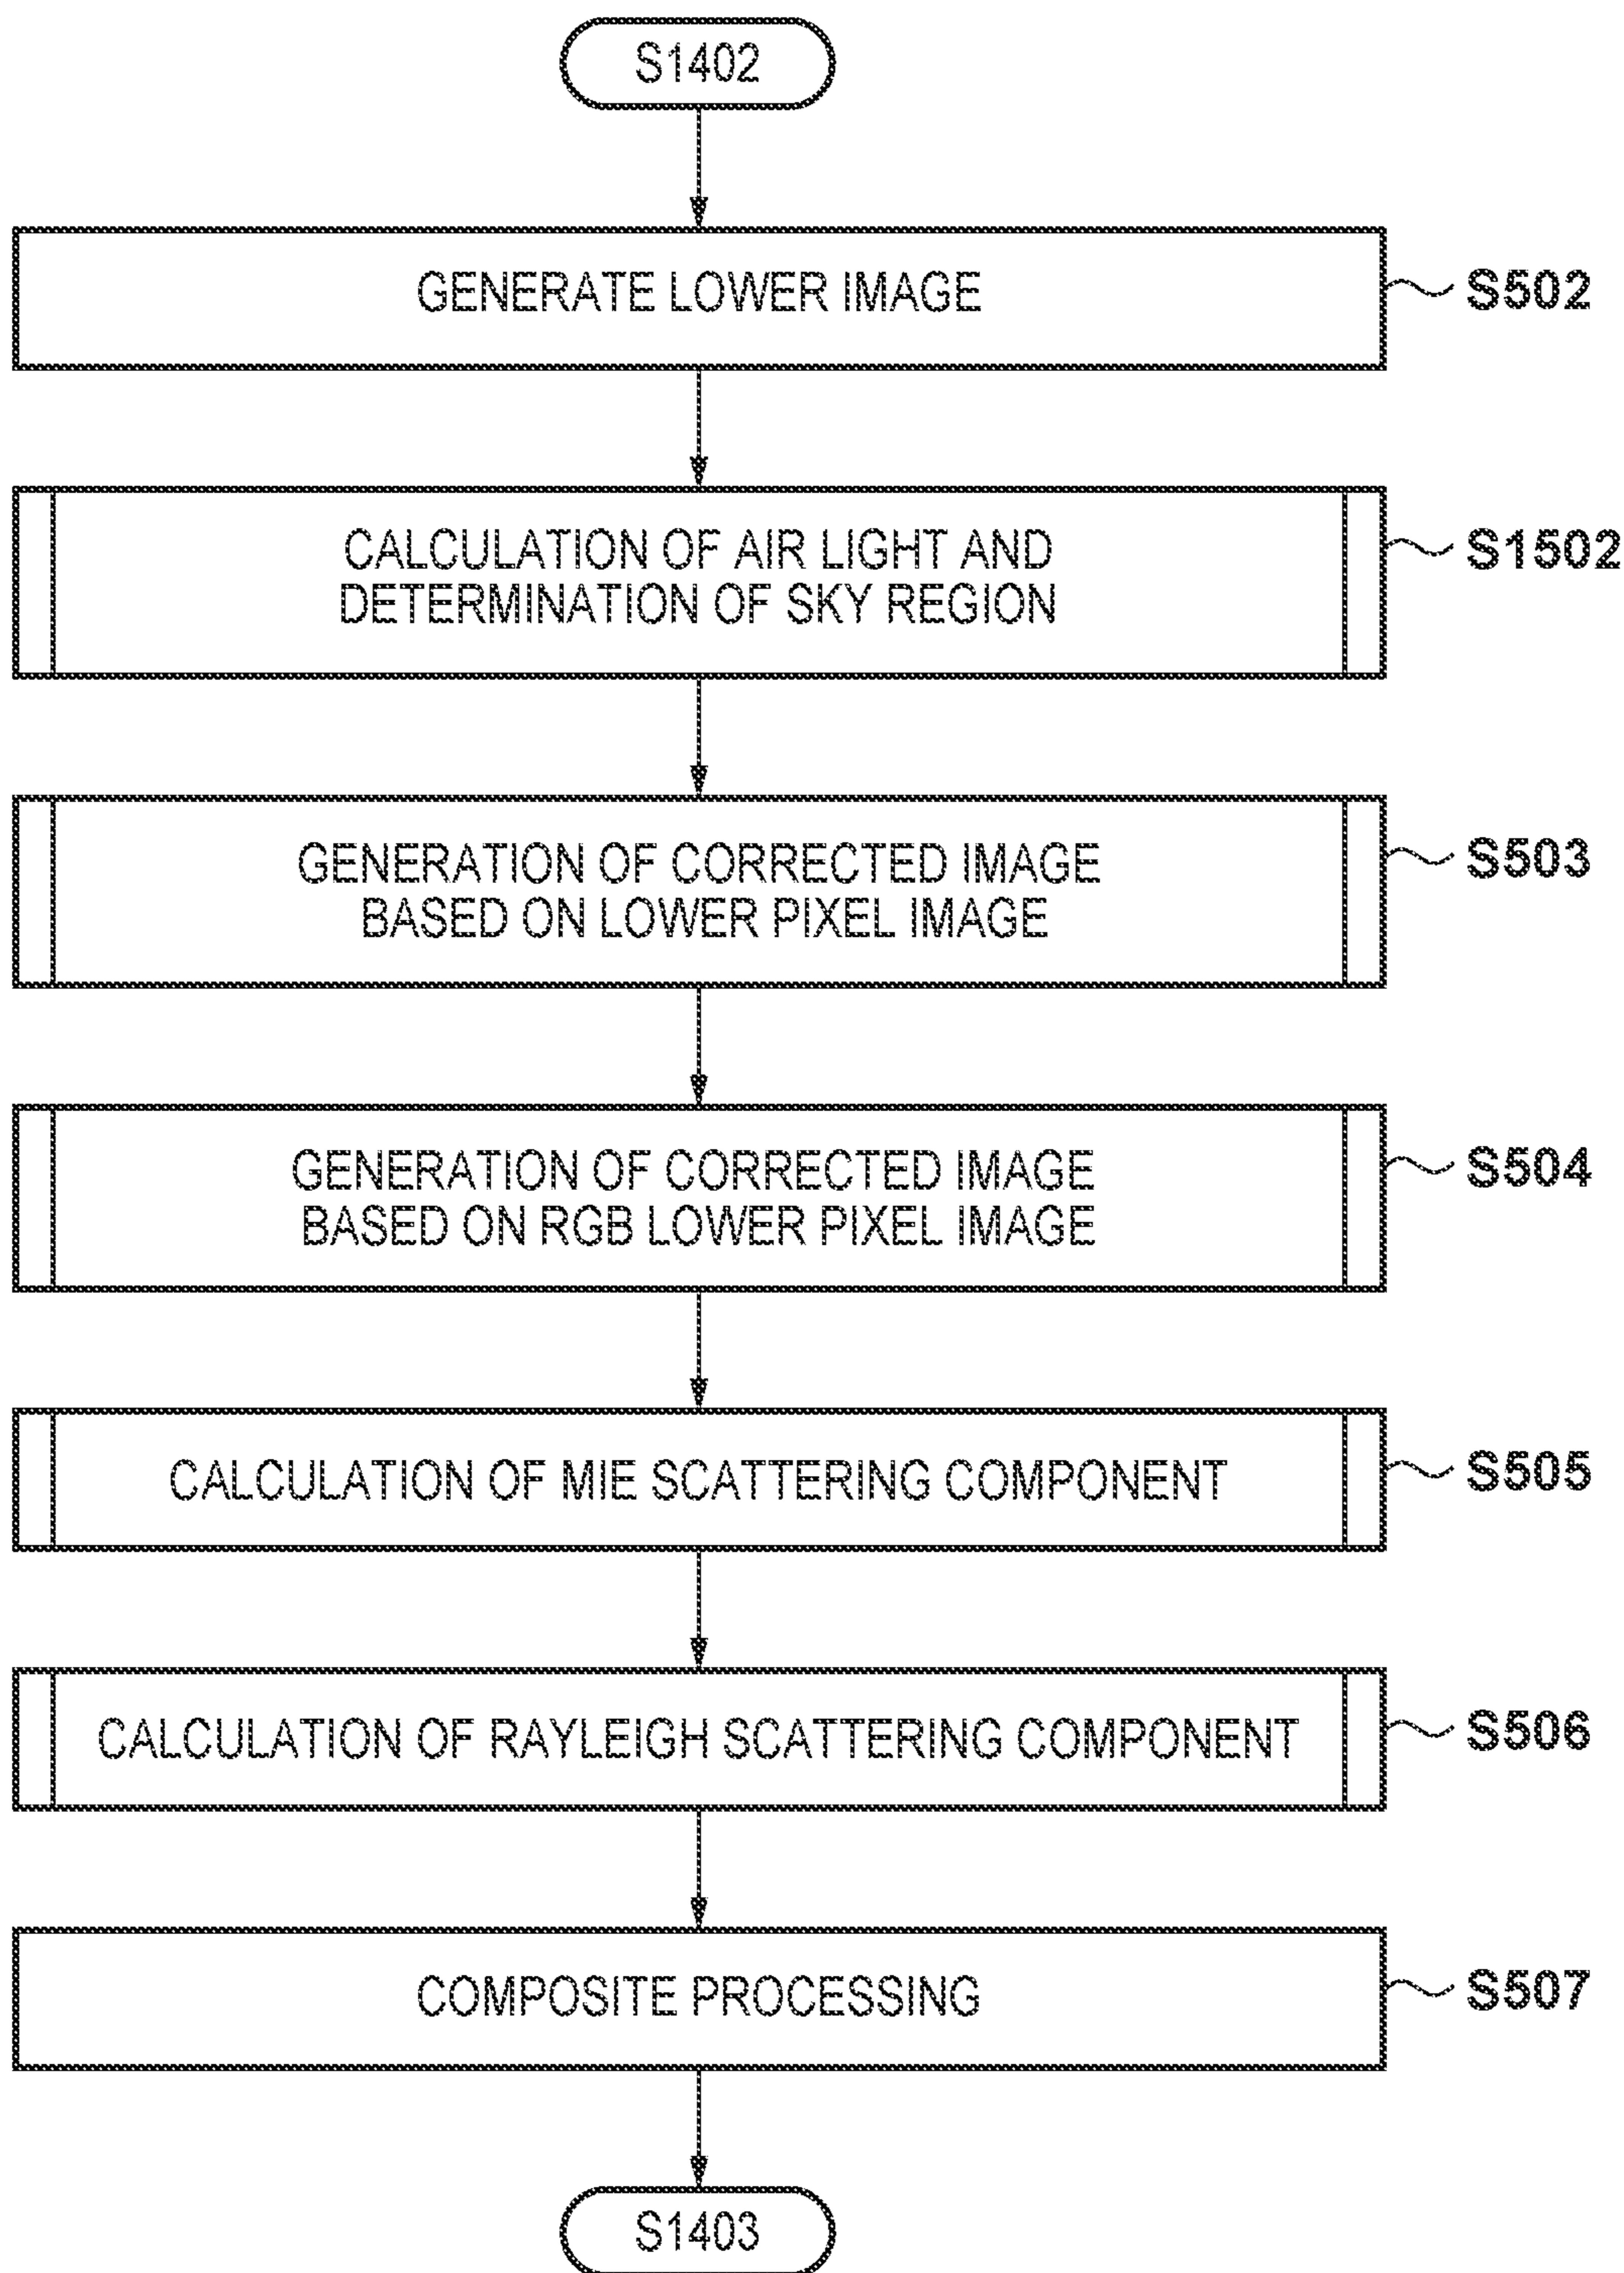 S1402
GENERATE LOWER IMAGE
S502
CALCULATION OF AIR LIGHT AND
DETERMINATION OF SKY REGION
S1502
GENERATION OF CORRECTED IMAGE
BASED ON LOWER PIXEL IMAGE
S503
GENERATION OF CORRECTED IMAGE
BASED ON RGB LOWER PIXEL IMAGE
S504
CALCULATION OF MIE SCATTERING COMPONENT
S505
CALCULATION OF RAYLEIGH SCATTERING COMPONENT
S506
COMPOSITE PROCESSING
S507
S1403